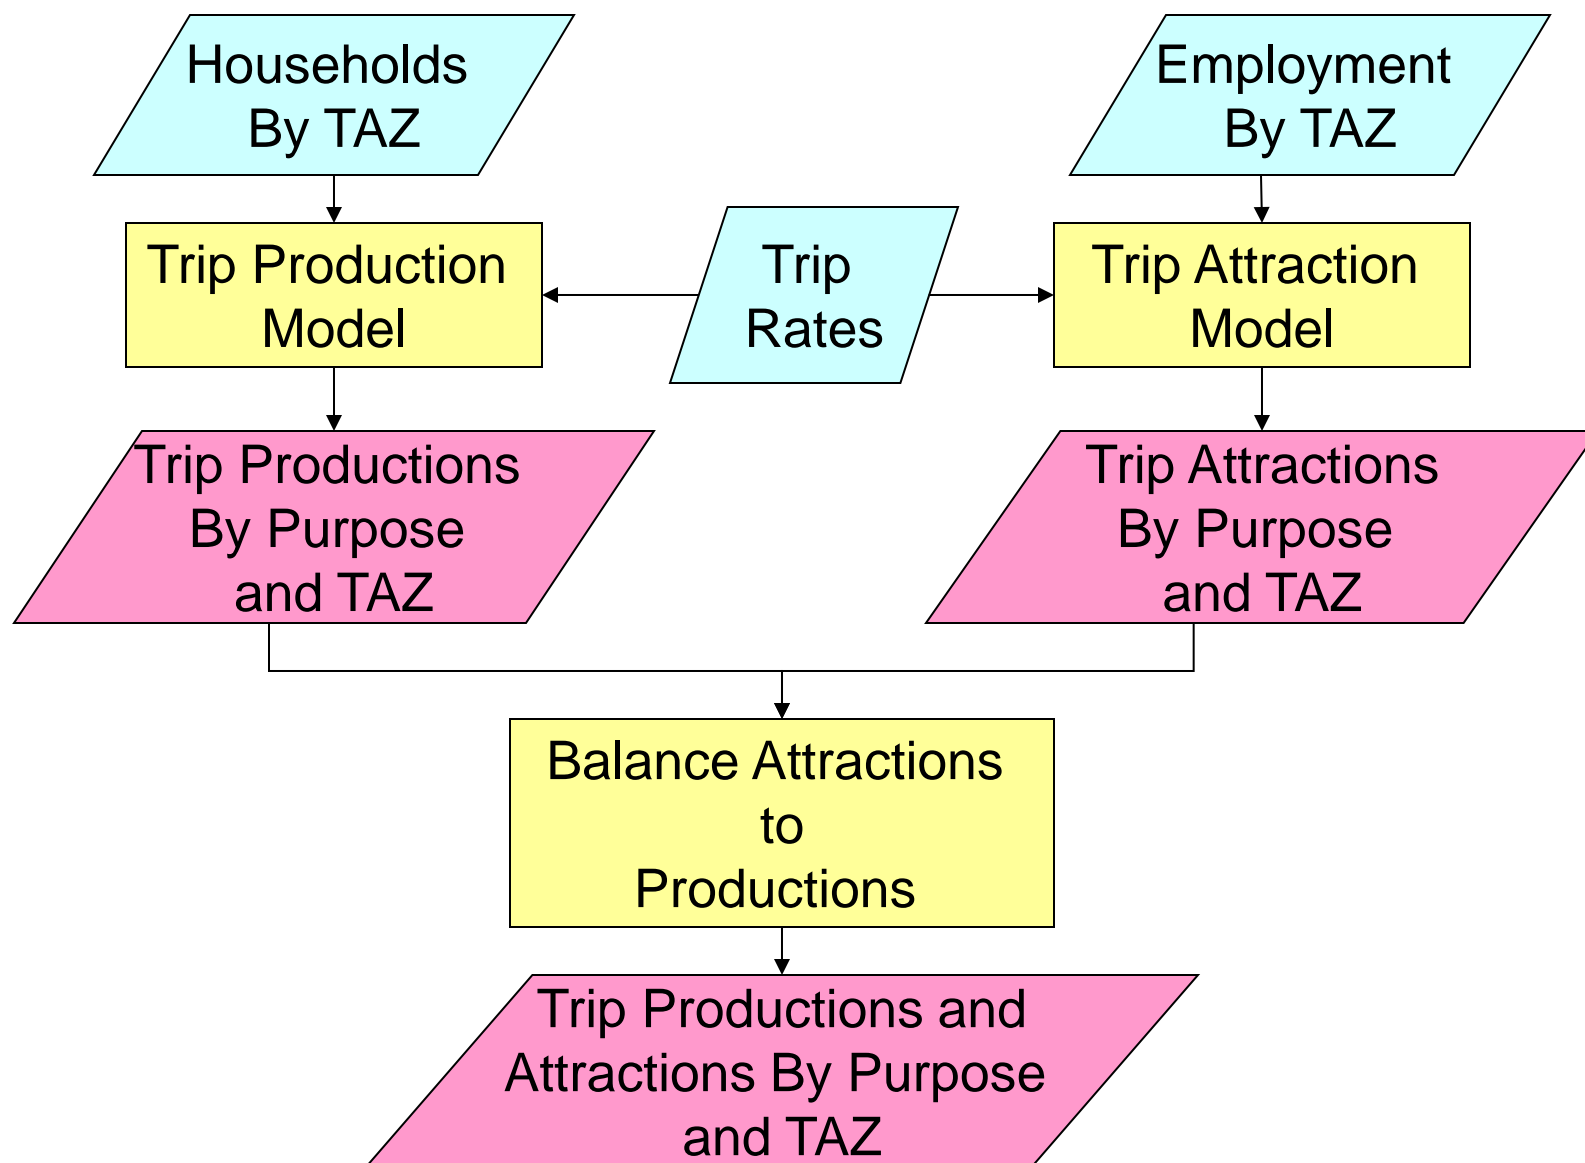 Households
By TAZ
Employment
By TAZ
Trip Production
Model
Trip
Rates
Trip Attraction
Model
Trip Productions
By Purpose
and TAZ
Trip Attractions
By Purpose
and TAZ
Balance Attractions
to
Productions
Trip Productions and
Attractions By Purpose
and TAZ